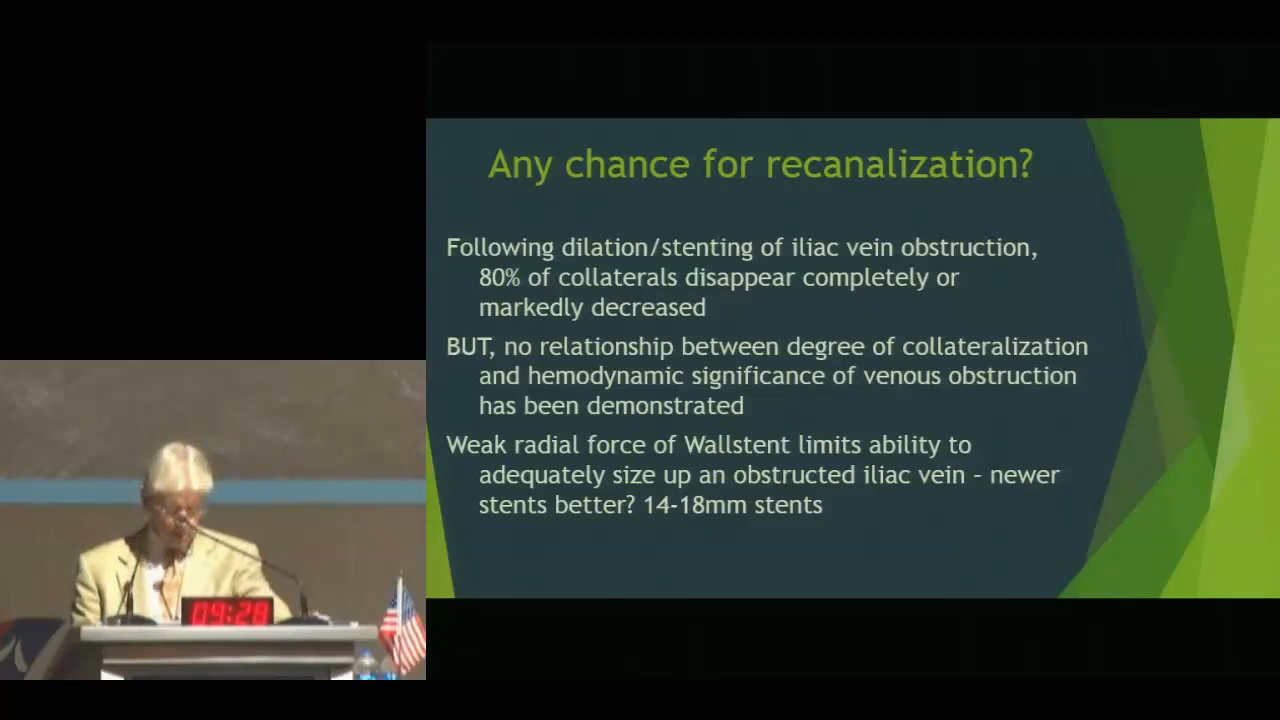 Any chance for recanalization?
Following dilation/stenting of iliac vein obstruction,
80% of collaterals disappear completely or
markedly decreased
BUT, no relationship between degree of collateralization
and hemodynamic significance of venous obstruction
has been demonstrated
Weak radial force of Wallstent limits ability to
adequately size up an obstructed iliac vein – newer
stents better? 14-18mm stents
09:28